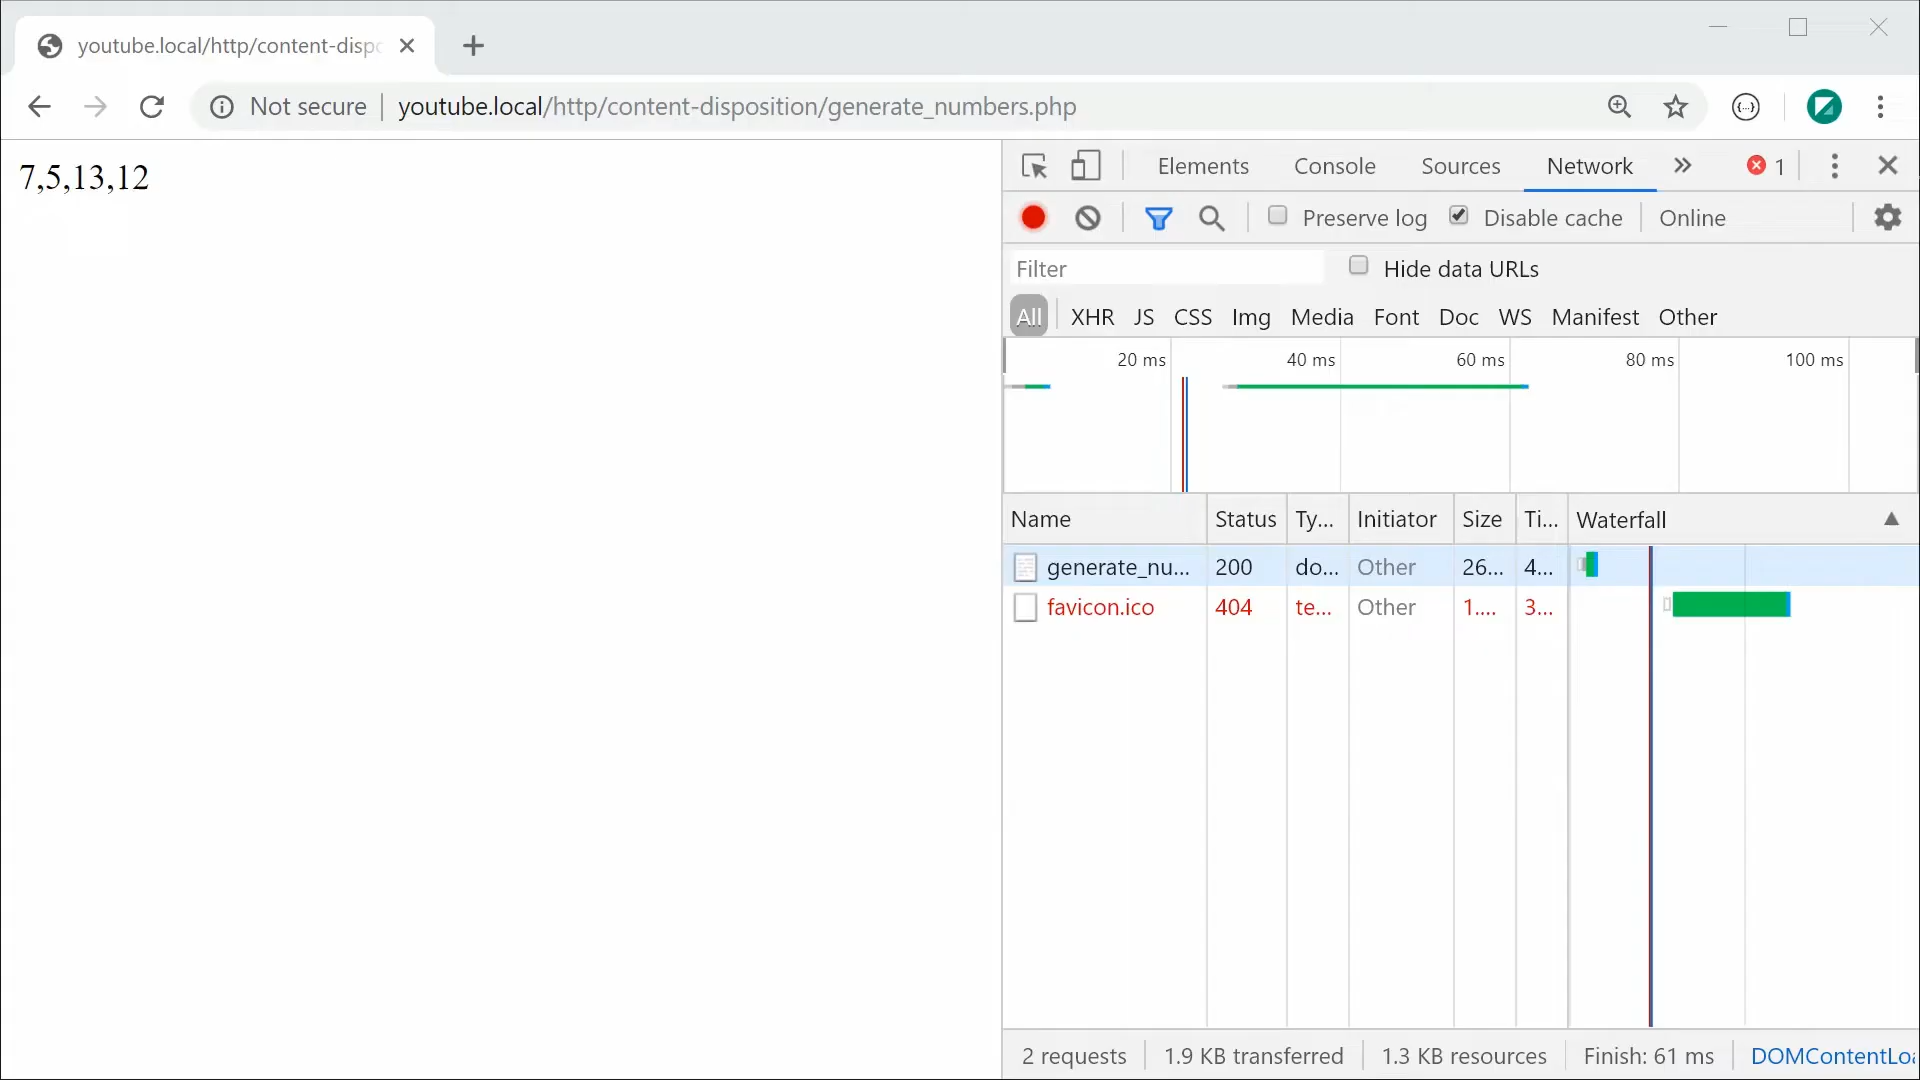 youtube.local/http/content-dispo
Not secure youtube.local/http/content-disposition/generate_numbers.php
7,5,13,12
Elements Console Sources Network 1
Preserve log Disable cache Online
Filter Hide data URLs
All XHR JS CSS Img Media Font Doc WS Manifest Other
20 ms 40 ms 60 ms 80 ms 100 ms
Name Status Ty... Initiator Size Ti... Waterfall
generate_nu... 200 do... Other 26... 4...
favicon.ico 404 te... Other 1.... 3...
2 requests 1.9 KB transferred 1.3 KB resources Finish: 61 ms DOMContentLoa